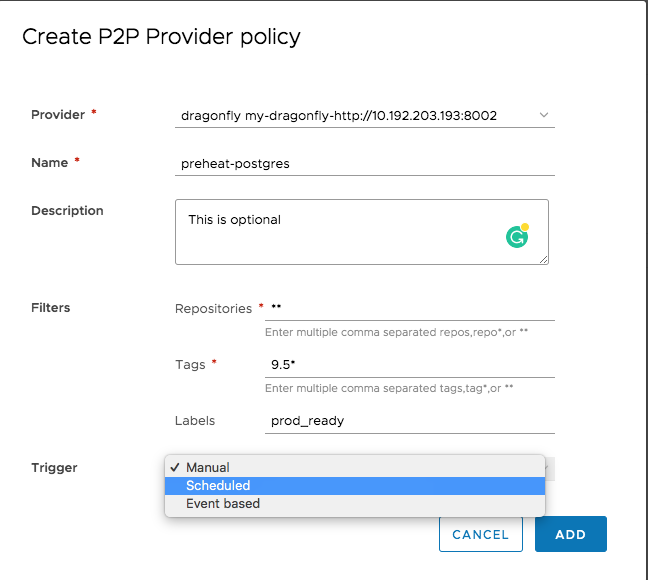 Create P2P Provider policy
Provider *
dragonfly my-dragonfly-http://10.192.203.193:8002
Name *
preheat-postgres
Description
This is optional
Filters
Repositories *
**
Enter multiple comma separated repos,repo*,or **
Tags *
9.5*
Enter multiple comma separated tags,tag*,or **
Labels
prod_ready
Trigger
✓ Manual
Scheduled
Event based
CANCEL
ADD